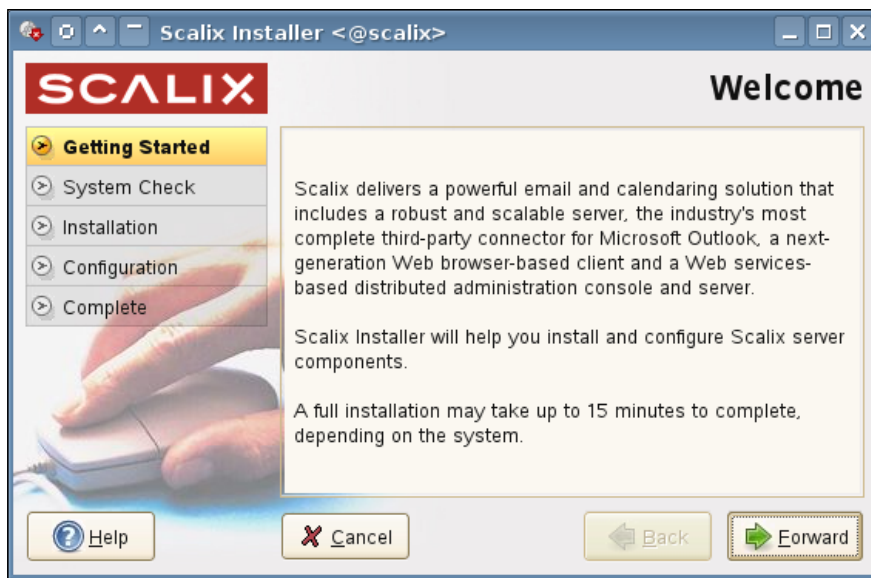 Scalix Installer <@scalix>
SCALIX
Welcome
Getting Started
System Check
Installation
Configuration
Complete
Scalix delivers a powerful email and calendaring solution that
includes a robust and scalable server, the industry's most
complete third-party connector for Microsoft Outlook, a next-
generation Web browser-based client and a Web services-
based distributed administration console and server.
Scalix Installer will help you install and configure Scalix server
components.
A full installation may take up to 15 minutes to complete,
depending on the system.
Help
Cancel
Back
Forward